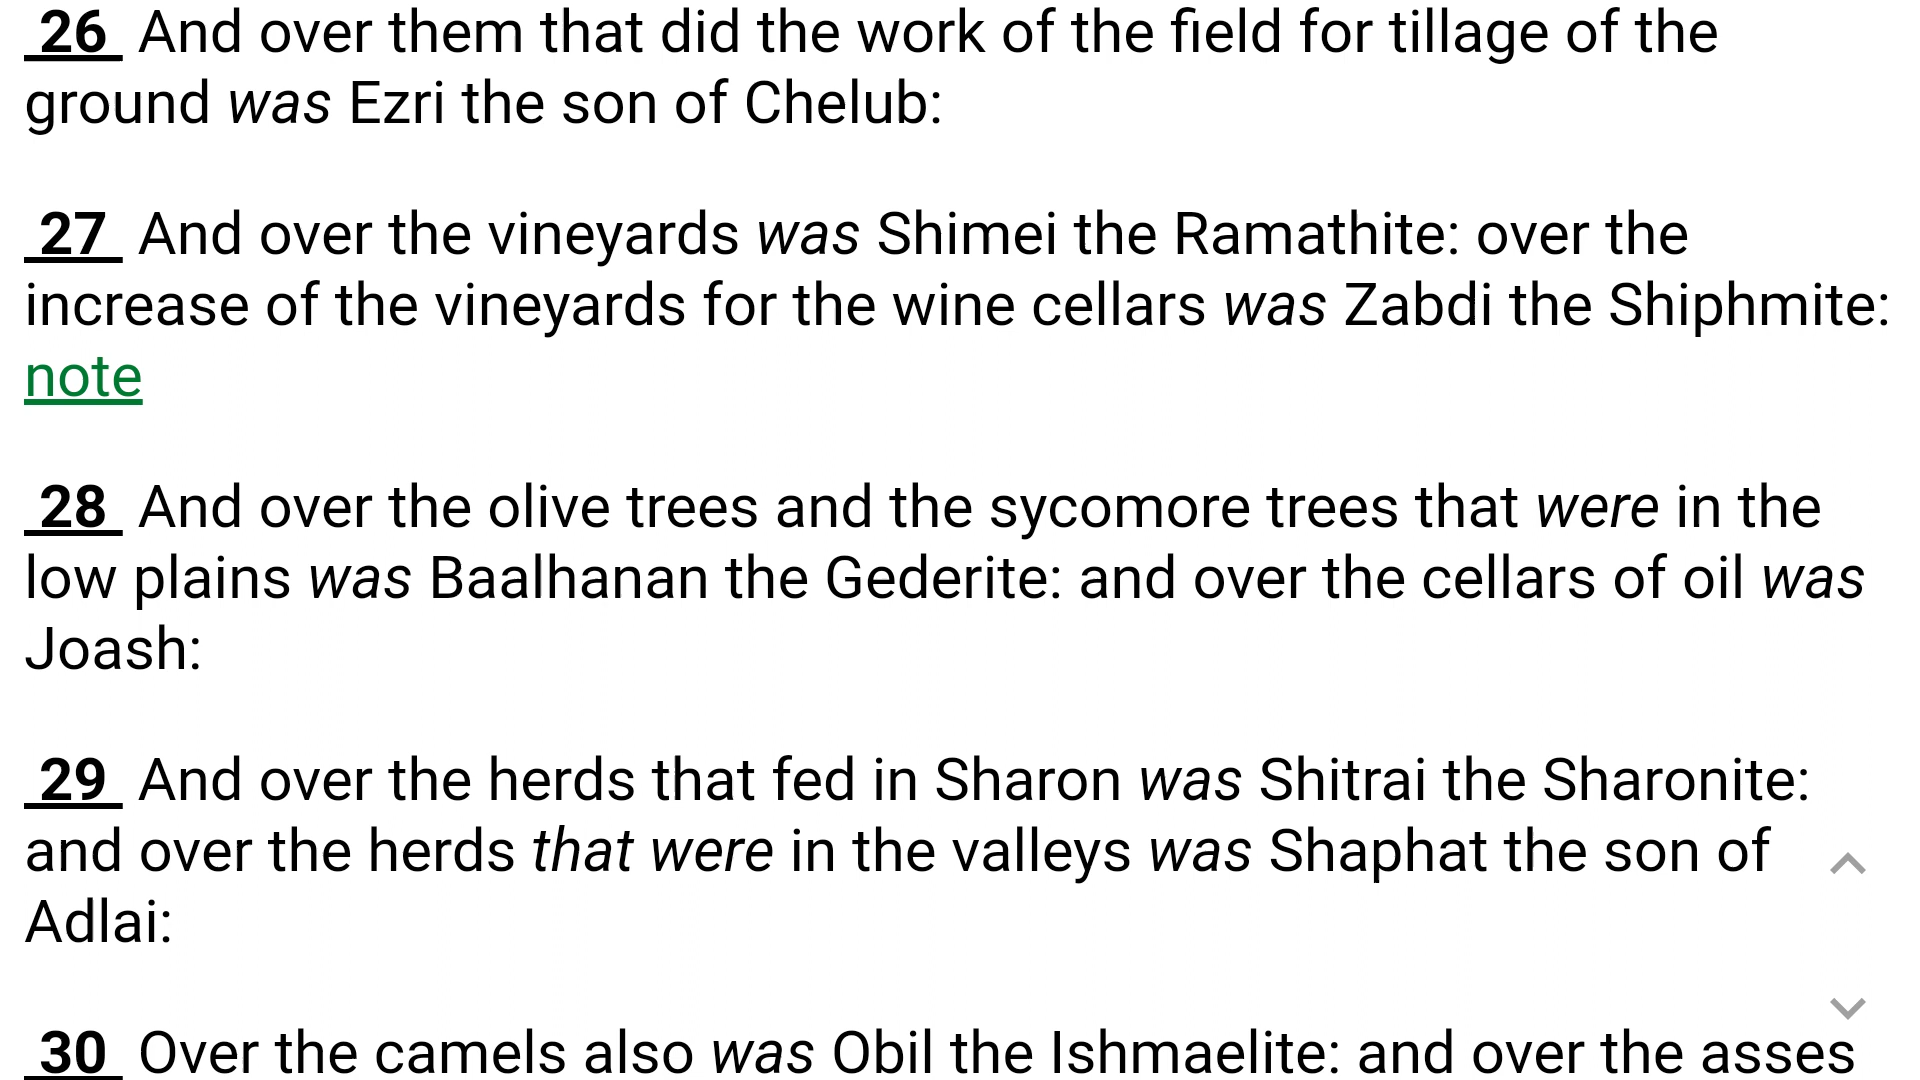 26 And over them that did the work of the field for tillage of the
ground was Ezri the son of Chelub:
27 And over the vineyards was Shimei the Ramathite: over the
increase of the vineyards for the wine cellars was Zabdi the Shiphmite:
note
28 And over the olive trees and the sycomore trees that were in the
low plains was Baalhanan the Gederite: and over the cellars of oil was
Joash:
29 And over the herds that fed in Sharon was Shitrai the Sharonite:
and over the herds that were in the valleys was Shaphat the son of
Adlai:
30 Over the camels also was Obil the Ishmaelite: and over the asses